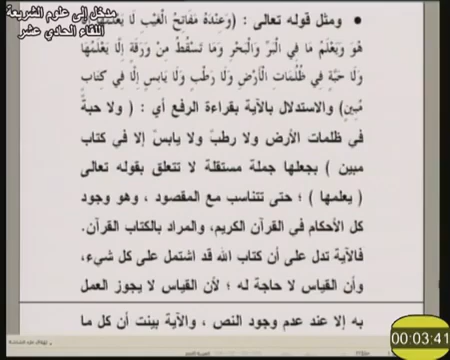 مدخل إلى علوم الشريعة
اللقاء الحادي عشر
• ومثل قوله تعالى : (وَعِنْدَهُ مَفَاتِحُ الْغَيْبِ لَا يَعْلَمُهَا إِلَّا
هُوَ وَيَعْلَمُ مَا فِي الْبَرِّ وَالْبَحْرِ وَمَا تَسْقُطُ مِنْ وَرَقَةٍ إِلَّا يَعْلَمُهَا
وَلَا حَبَّةٍ فِي ظُلُمَاتِ الْأَرْضِ وَلَا رَطْبٍ وَلَا يَابِسٍ إِلَّا فِي كِتَابٍ
مُبِينٍ) والاستدلال بالآية بقراءة الرفع أي : ( ولا حبةٌ
في ظلمات الأرض ولا رطبٌ ولا يابسٌ إلا في كتاب
مبين ) بجعلها جملة مستقلة لا تتعلق بقوله تعالى
( يعلمها ) ؛ حتى تتناسب مع المقصود ، وهو وجود
كل الأحكام في القرآن الكريم، والمراد بالكتاب القرآن.
فالآية تدل على أن كتاب الله قد اشتمل على كل شيء،
وأن القياس لا حاجة له ؛ لأن القياس لا يجوز العمل
به إلا عند عدم وجود النص ، والآية بينت أن كل ما
00:03:41